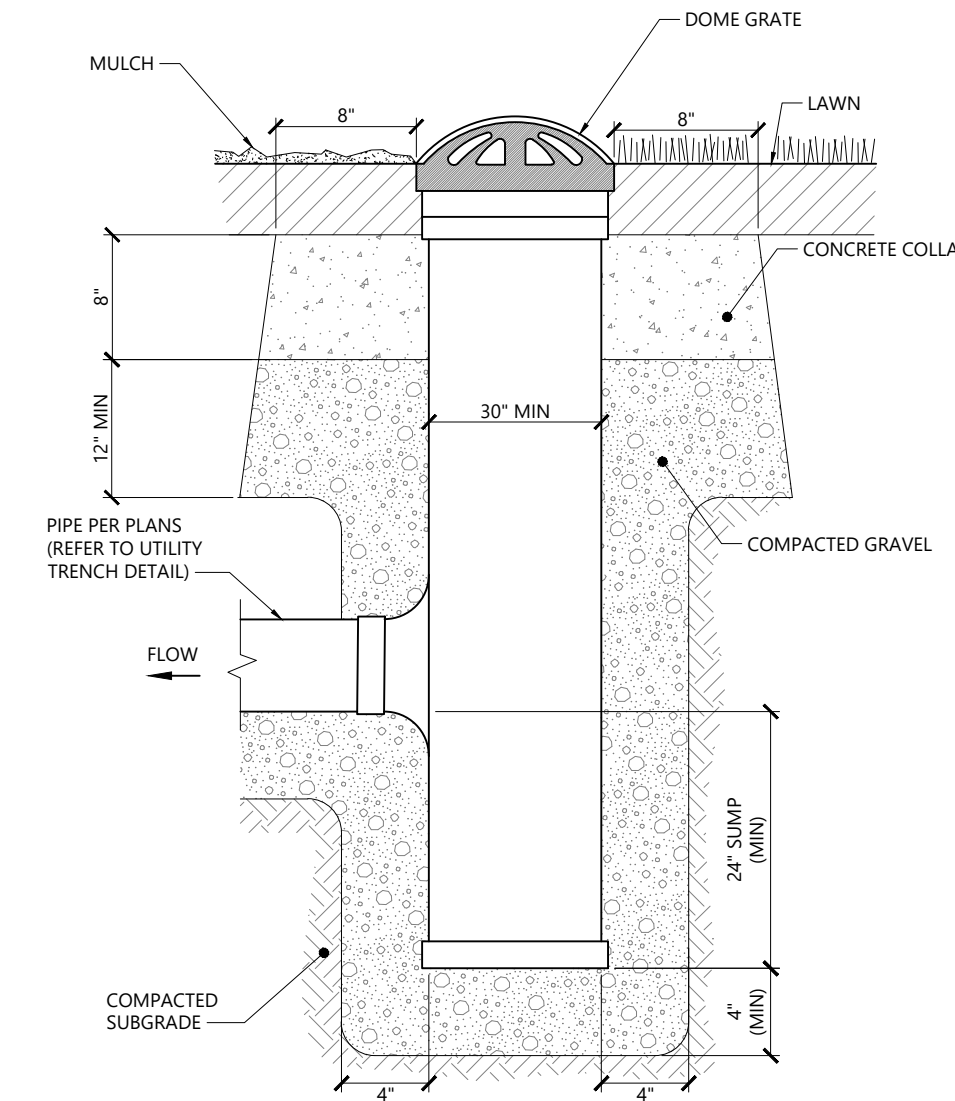 DOME GRATE
MULCH
LAWN
8"
8"
CONCRETE COLLA
8"
12" MIN
30" MIN
PIPE PER PLANS
(REFER TO UTILITY
TRENCH DETAIL)
COMPACTED GRAVEL
FLOW
24" SUMP
(MIN)
COMPACTED
SUBGRADE
4"
(MIN)
4"
4"